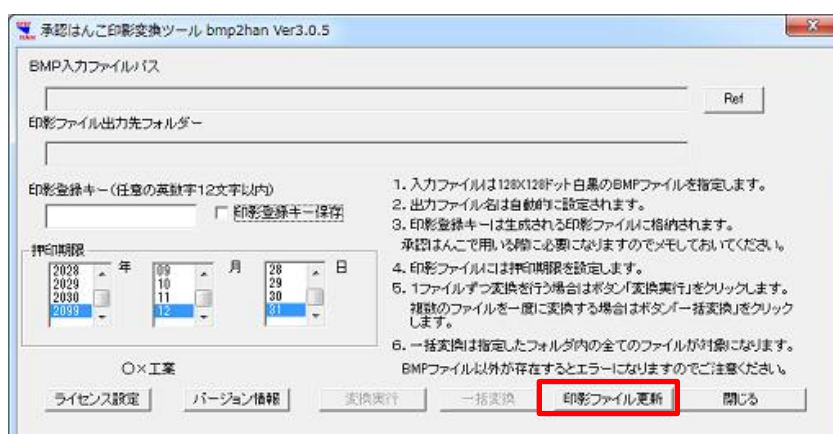 承認はんこ印影変換ツール bmp2han Ver3.0.5
BMP入力ファイルパス
Ref
印影ファイル出力先フォルダー
印影登録キー(任意の英数字12文字以内)
印影登録キー保存
押印期限
2028
2029
2030
2099
年
09
10
11
12
月
28
29
30
31
日
1. 入力ファイルは128X128ドット白黒のBMPファイルを指定します。
2. 出力ファイル名は自動的に設定されます。
3. 印影登録キーは生成される印影ファイルに格納されます。
承認はんこで用いる際に必要になりますのでメモしておいてください。
4. 印影ファイルには押印期限を設定します。
5. 1ファイルずつ変換を行う場合はボタン「変換実行」をクリックします。
複数のファイルを一度に変換する場合はボタン「一括変換」をクリック
します。
6. 一括変換は指定したフォルダ内の全てのファイルが対象になります。
BMPファイル以外が存在するとエラーになりますのでご注意ください。
○×工業
ライセンス設定
バージョン情報
変換実行
一括変換
印影ファイル更新
閉じる